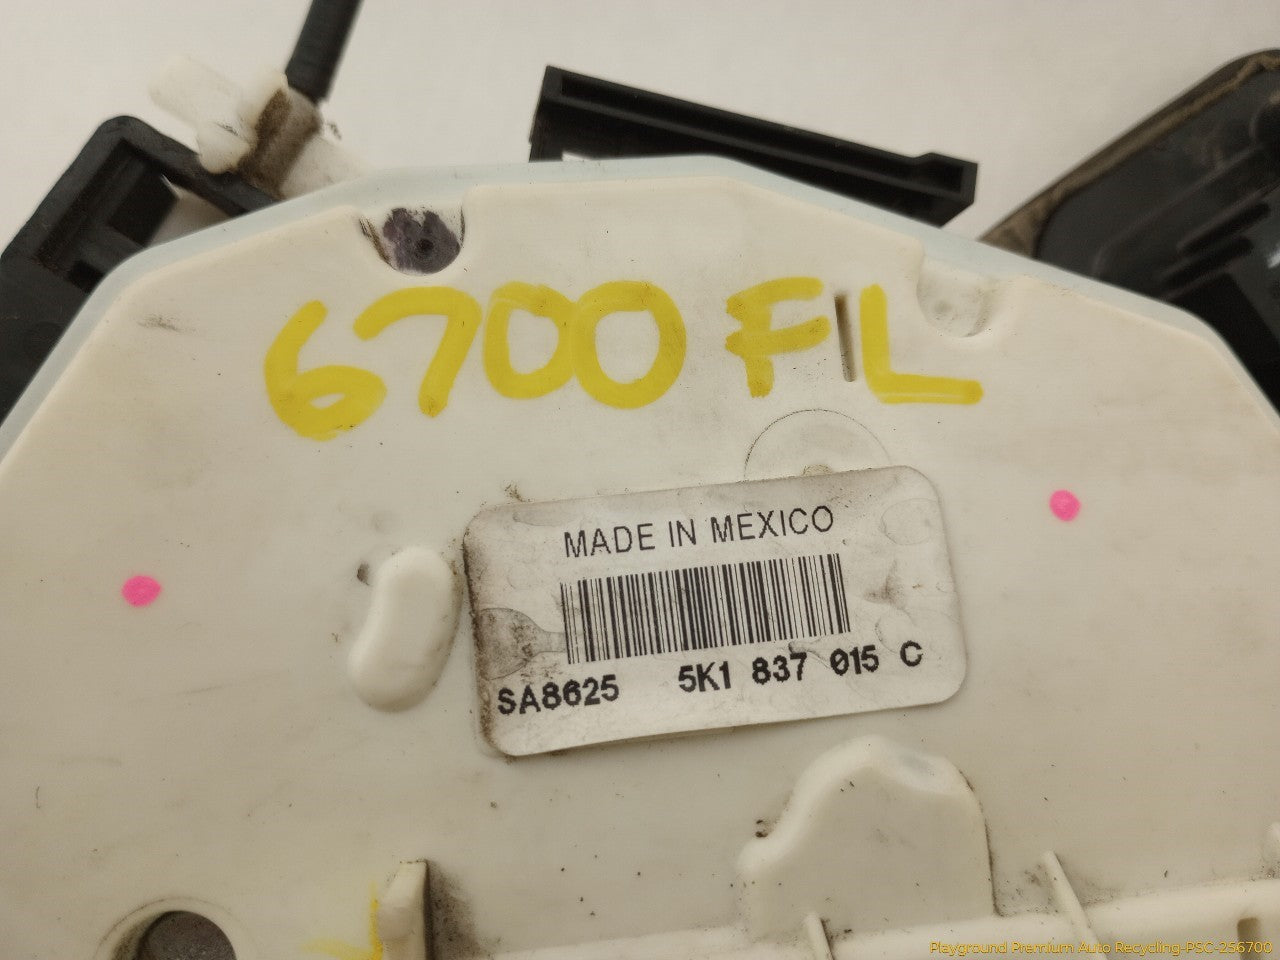 6700 FL
MADE IN MEXICO
SA8625 5K1 837 015 C
Playground Premium Auto Recycling-PSC-256700